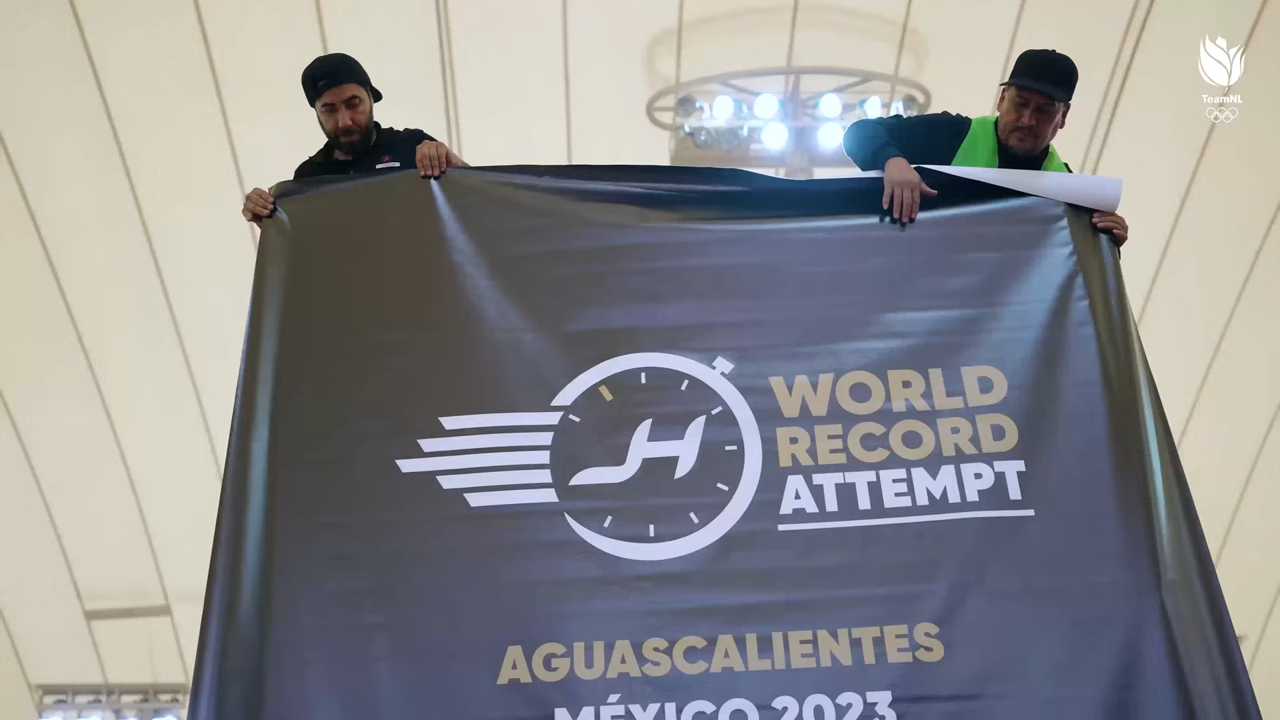 TeamNL
WORLD
RECORD
ATTEMPT
AGUASCALIENTES
MÉXICO 2023